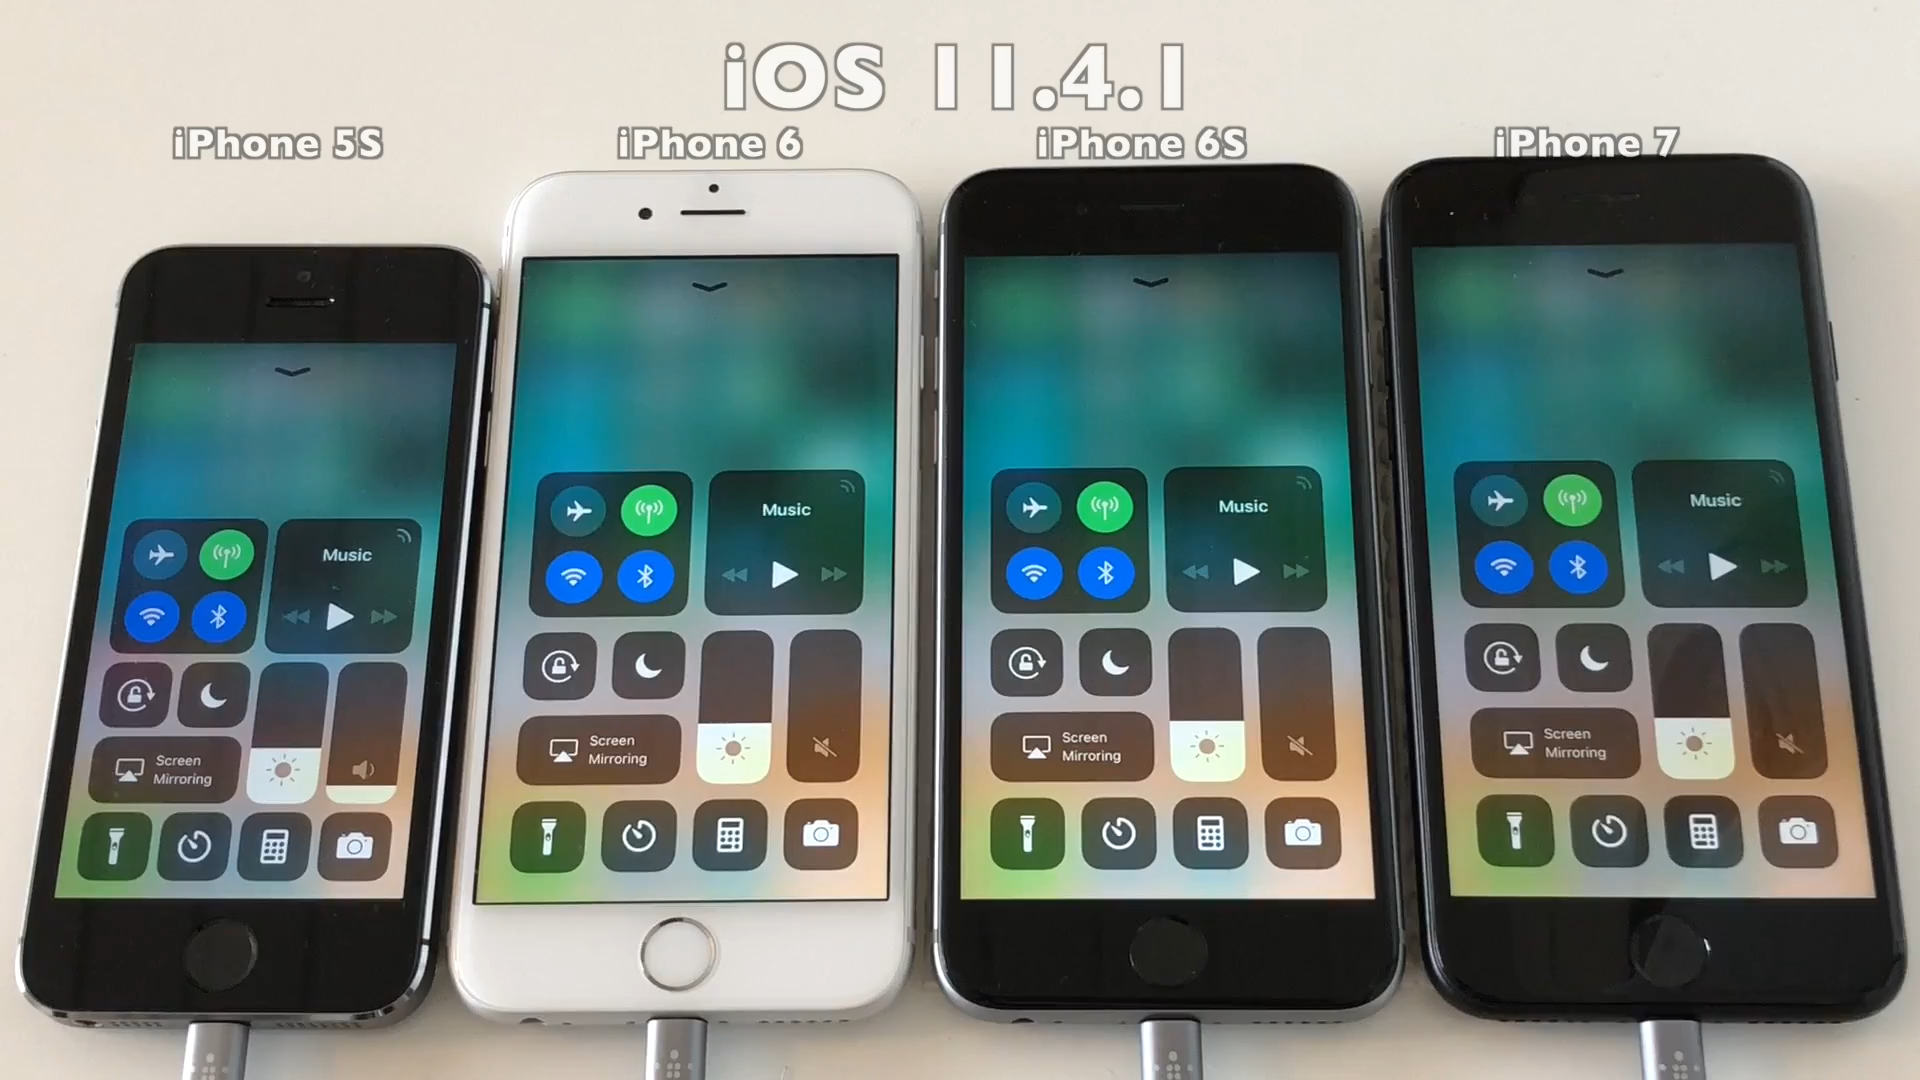 iOS 11.4.1
iPhone 5S
iPhone 6
iPhone 6S
iPhone 7
Music
Screen
Mirroring
Music
Screen
Mirroring
Music
Screen
Mirroring
Music
Screen
Mirroring